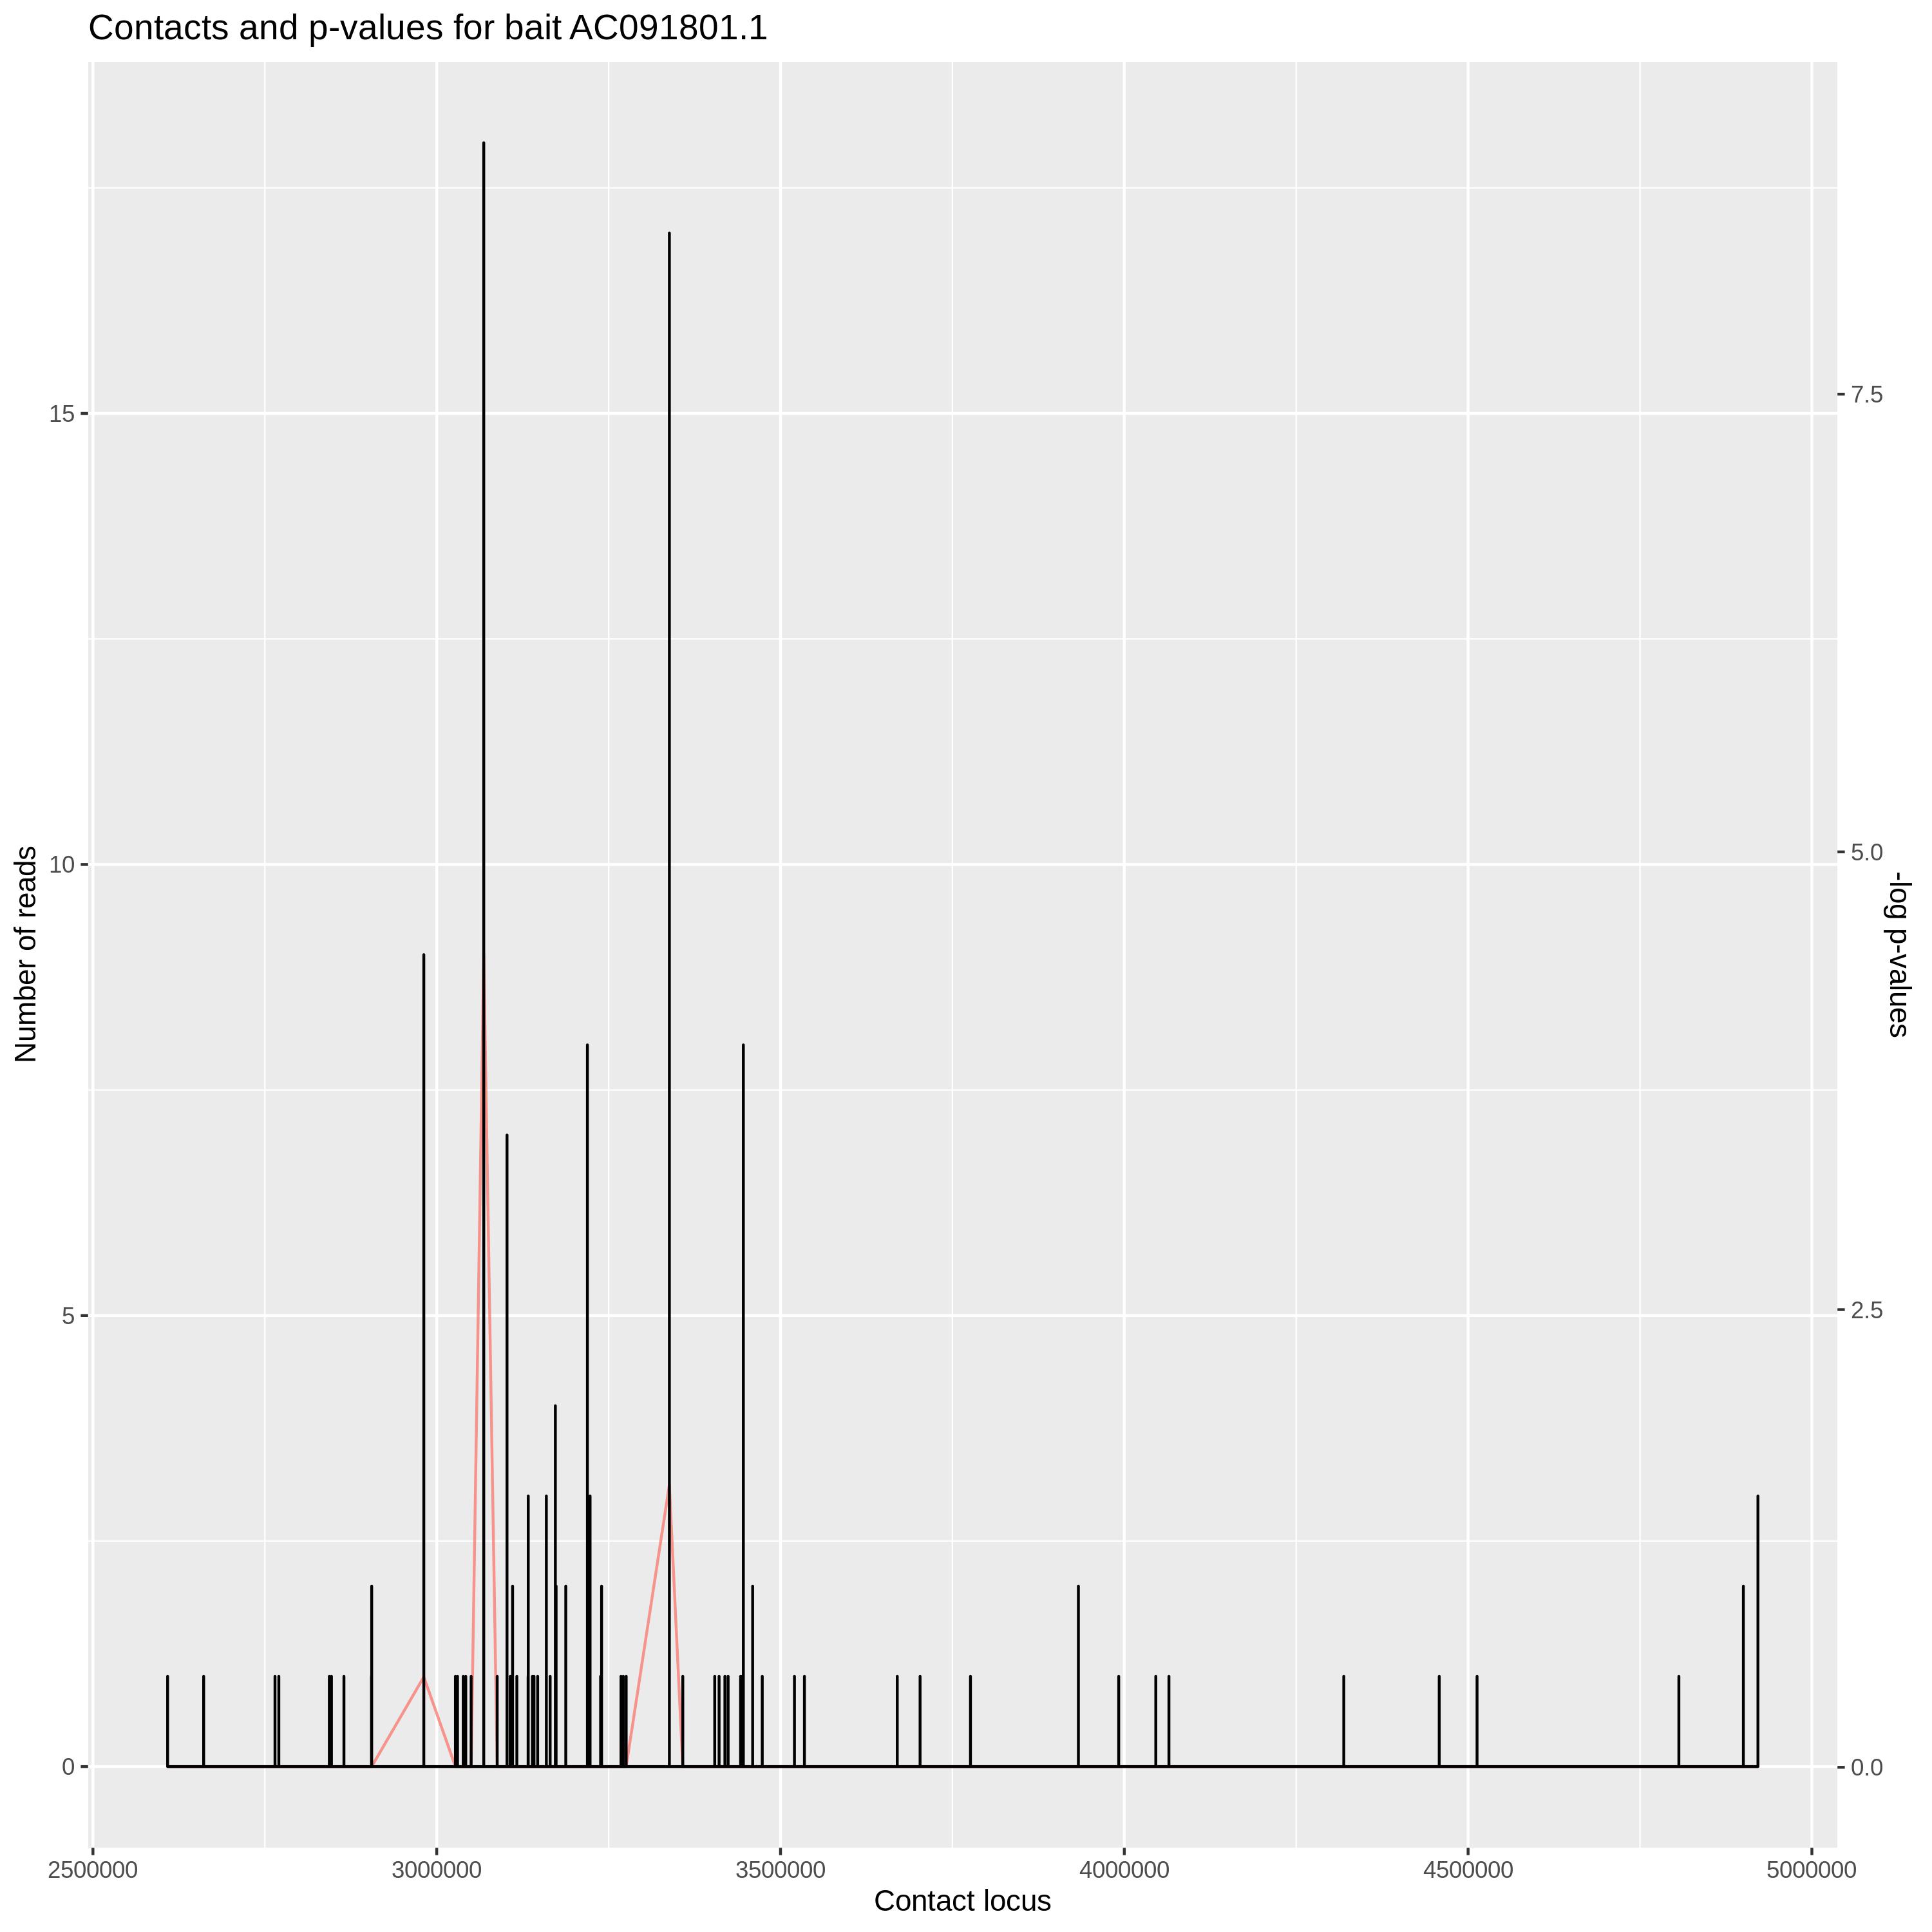 Contacts and p-values for bait AC091801.1
15
10
5
0
7.5
5.0
2.5
0.0
Number of reads
-log p-values
2500000 3000000 3500000 4000000 4500000 5000000
Contact locus